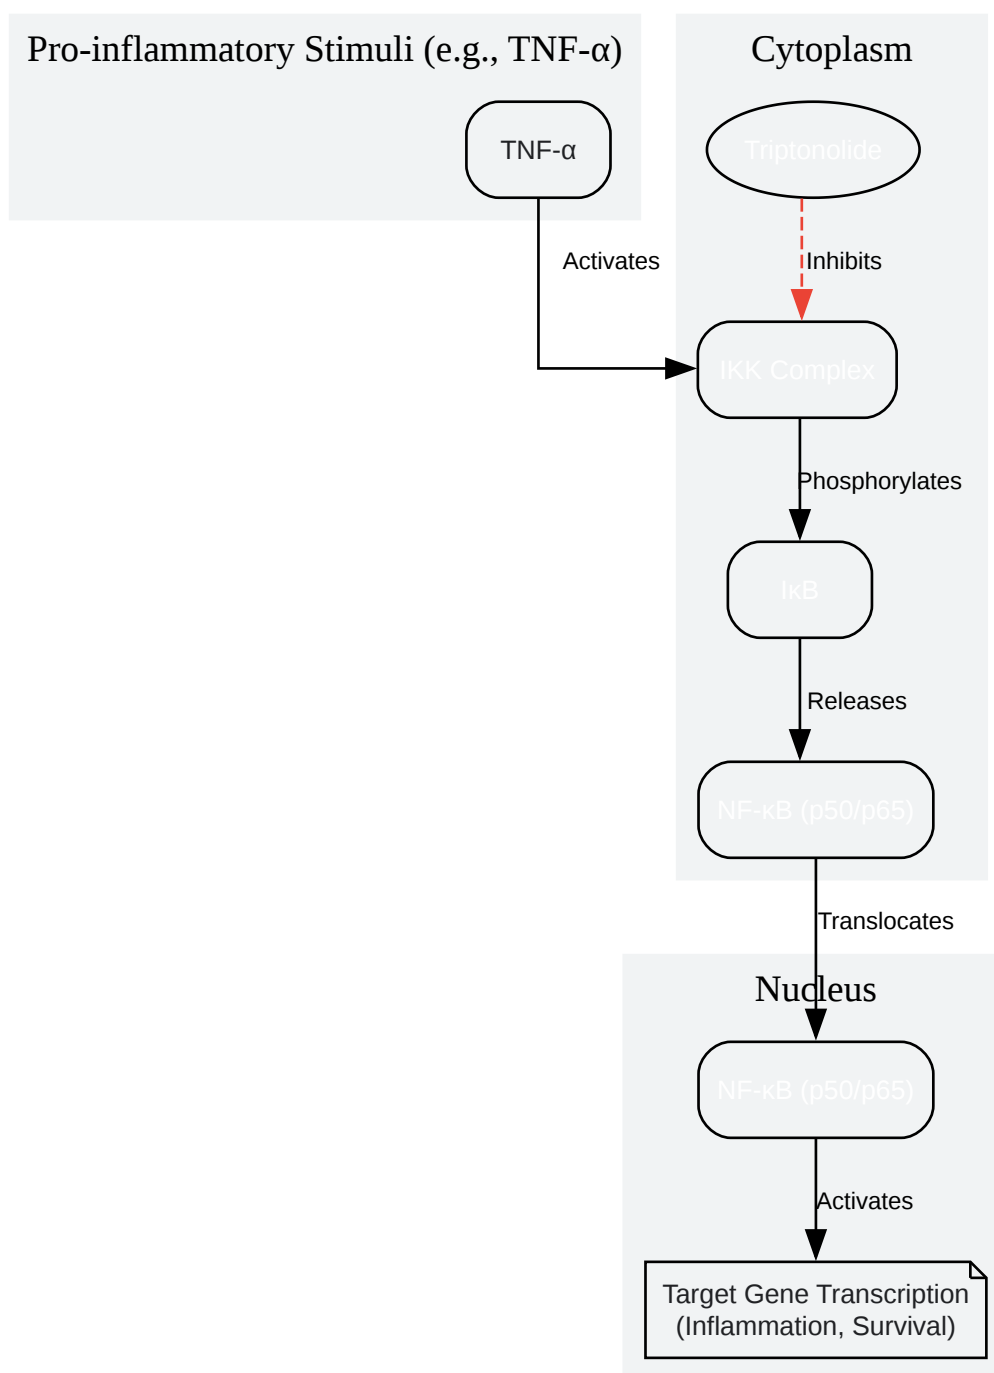 Pro-inflammatory Stimuli (e.g., TNF-α)
TNF-α
Activates
Cytoplasm
Triptonolide
Inhibits
IKK Complex
Phosphorylates
IκB
Releases
NF-κB (p50/p65)
Translocates
Nucleus
NF-κB (p50/p65)
Activates
Target Gene Transcription
(Inflammation, Survival)